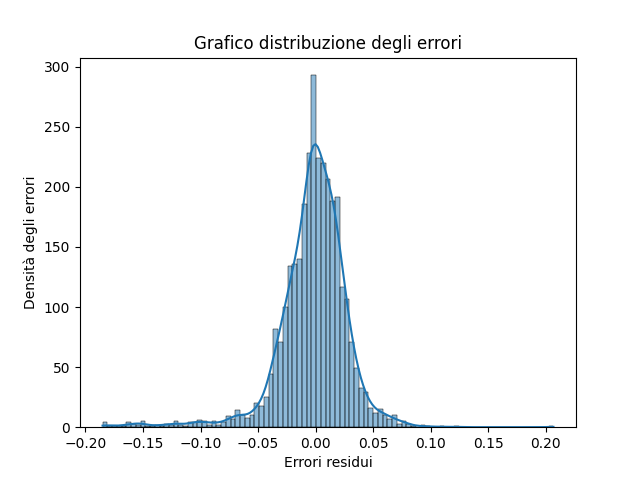 Grafico distribuzione degli errori
300
250
200
150
100
50
0
Densità degli errori
−0.20 −0.15 −0.10 −0.05 0.00 0.05 0.10 0.15 0.20
Errori residui